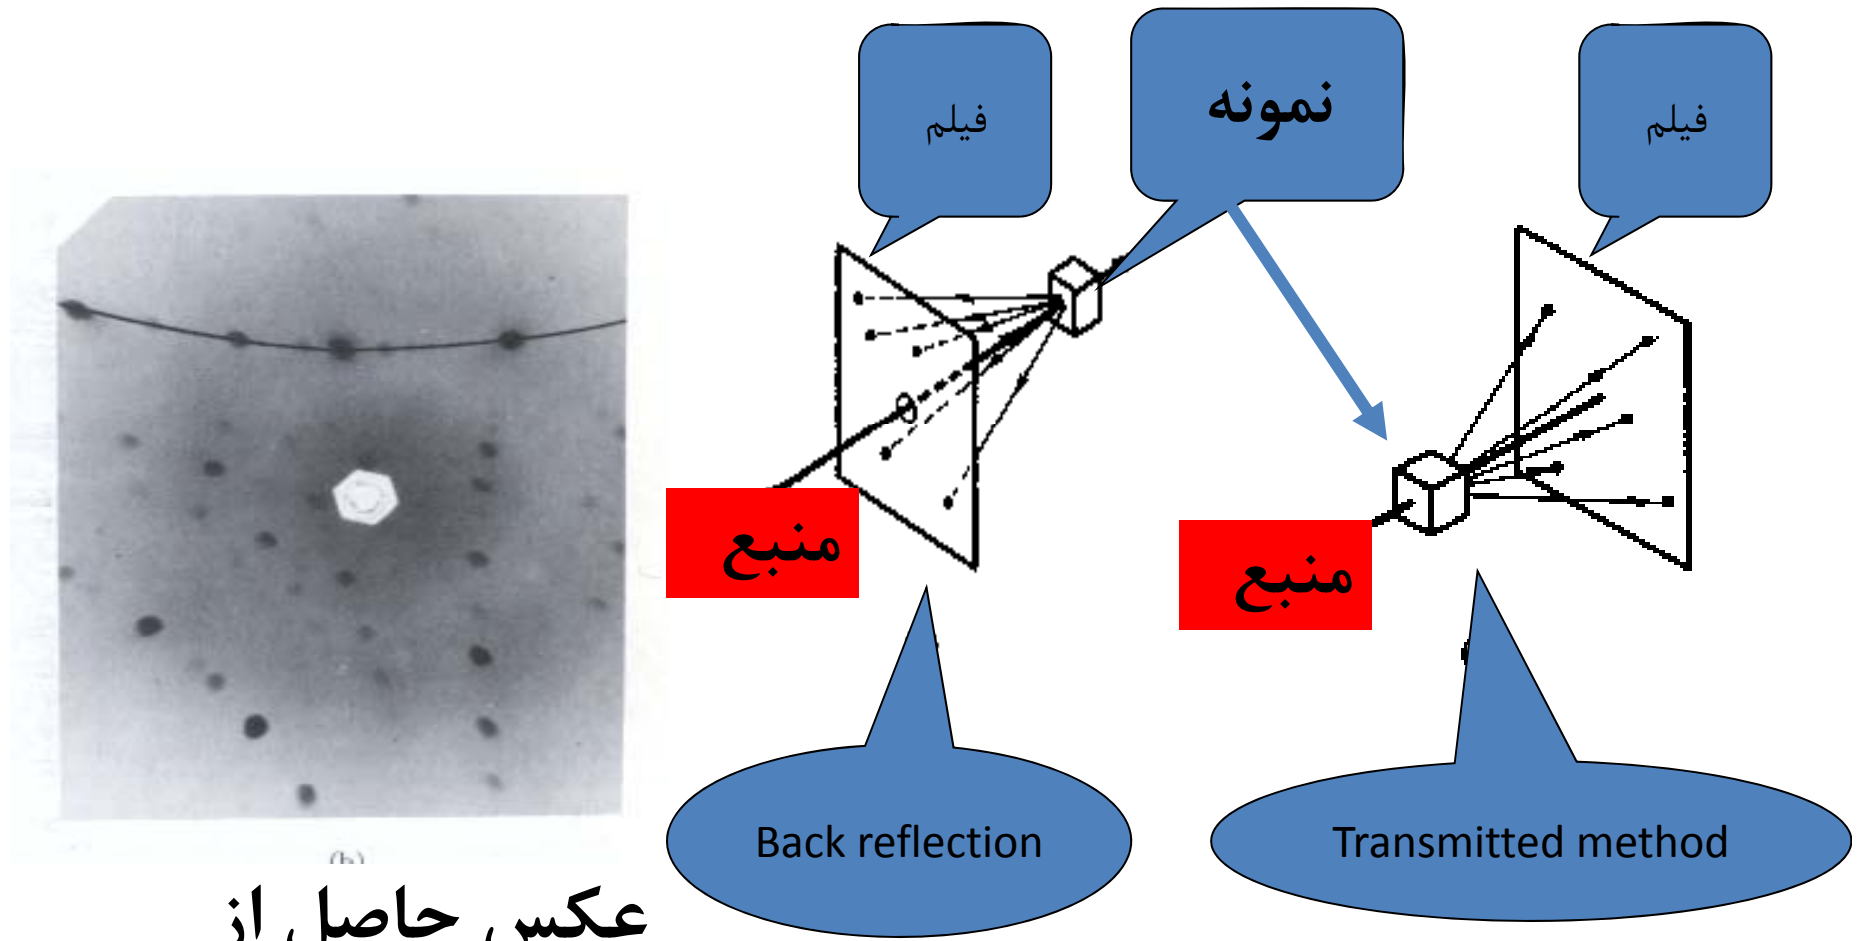 فیلم
نمونه
فیلم
منبع
منبع
Back reflection
Transmitted method
(b)
عکس حاصل از